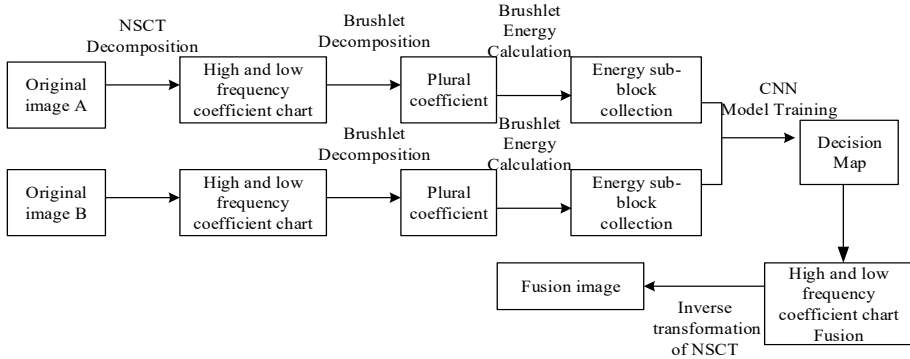 NSCT
Decomposition
Brushlet
Decomposition
Brushlet
Energy
Calculation
Original
image A
High and low
frequency
coefficient chart
Plural
coefficient
Energy sub-
block
collection
CNN
Model Training
Brushlet
Decomposition
Brushlet
Energy
Calculation
Decision
Map
Original
image B
High and low
frequency
coefficient chart
Plural
coefficient
Energy sub-
block
collection
Fusion image
Inverse
transformation
of NSCT
High and low
frequency
coefficient chart
Fusion